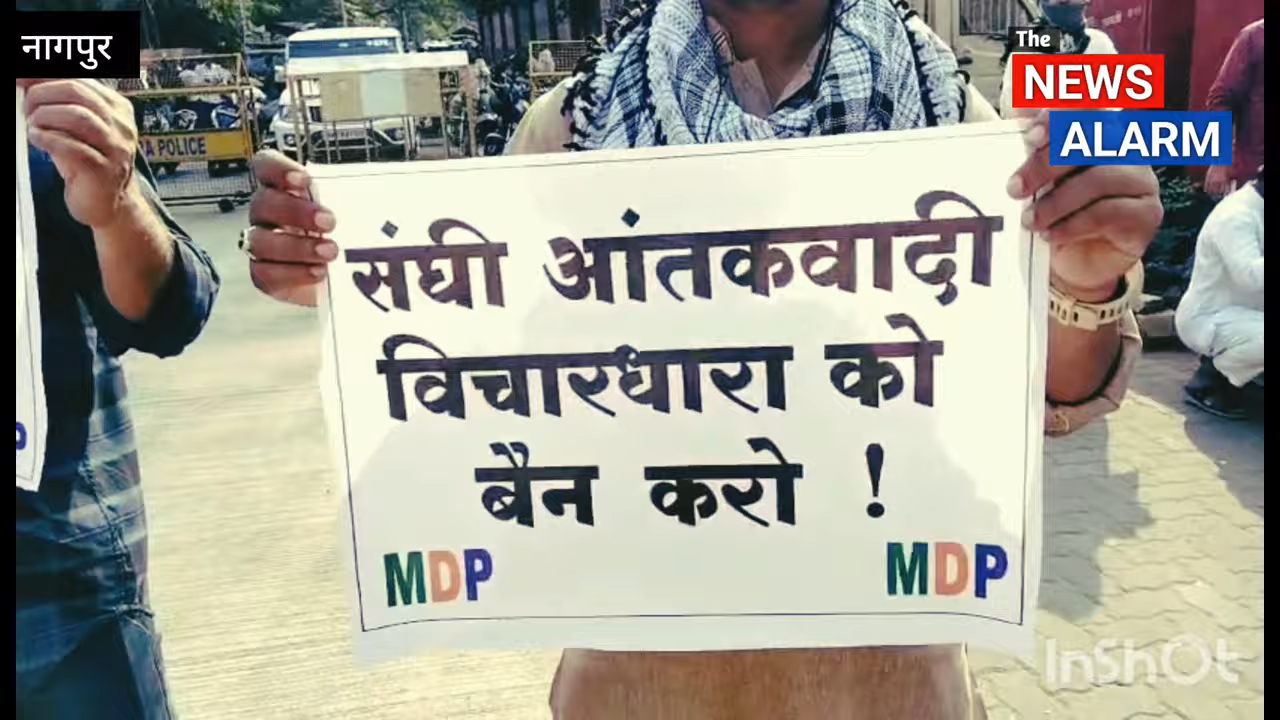 नागपुर
The
NEWS
ALARM
A POLICE
संघी आंतकवादी
विचारधारा को
बैन करो !
MDP MDP
InShOt